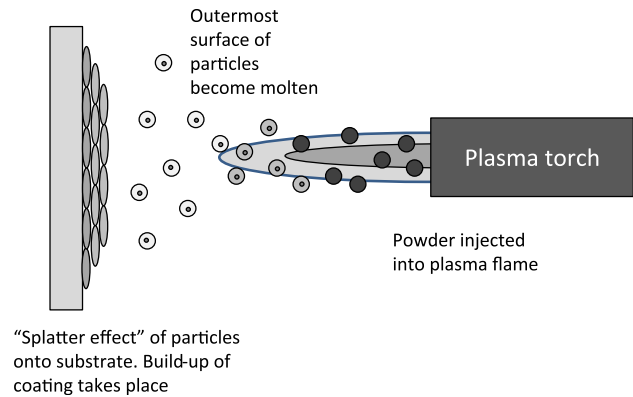 Outermost
surface of
particles
become molten
Plasma torch
Powder injected
into plasma flame
“Splatter effect” of particles
onto substrate. Build-up of
coating takes place